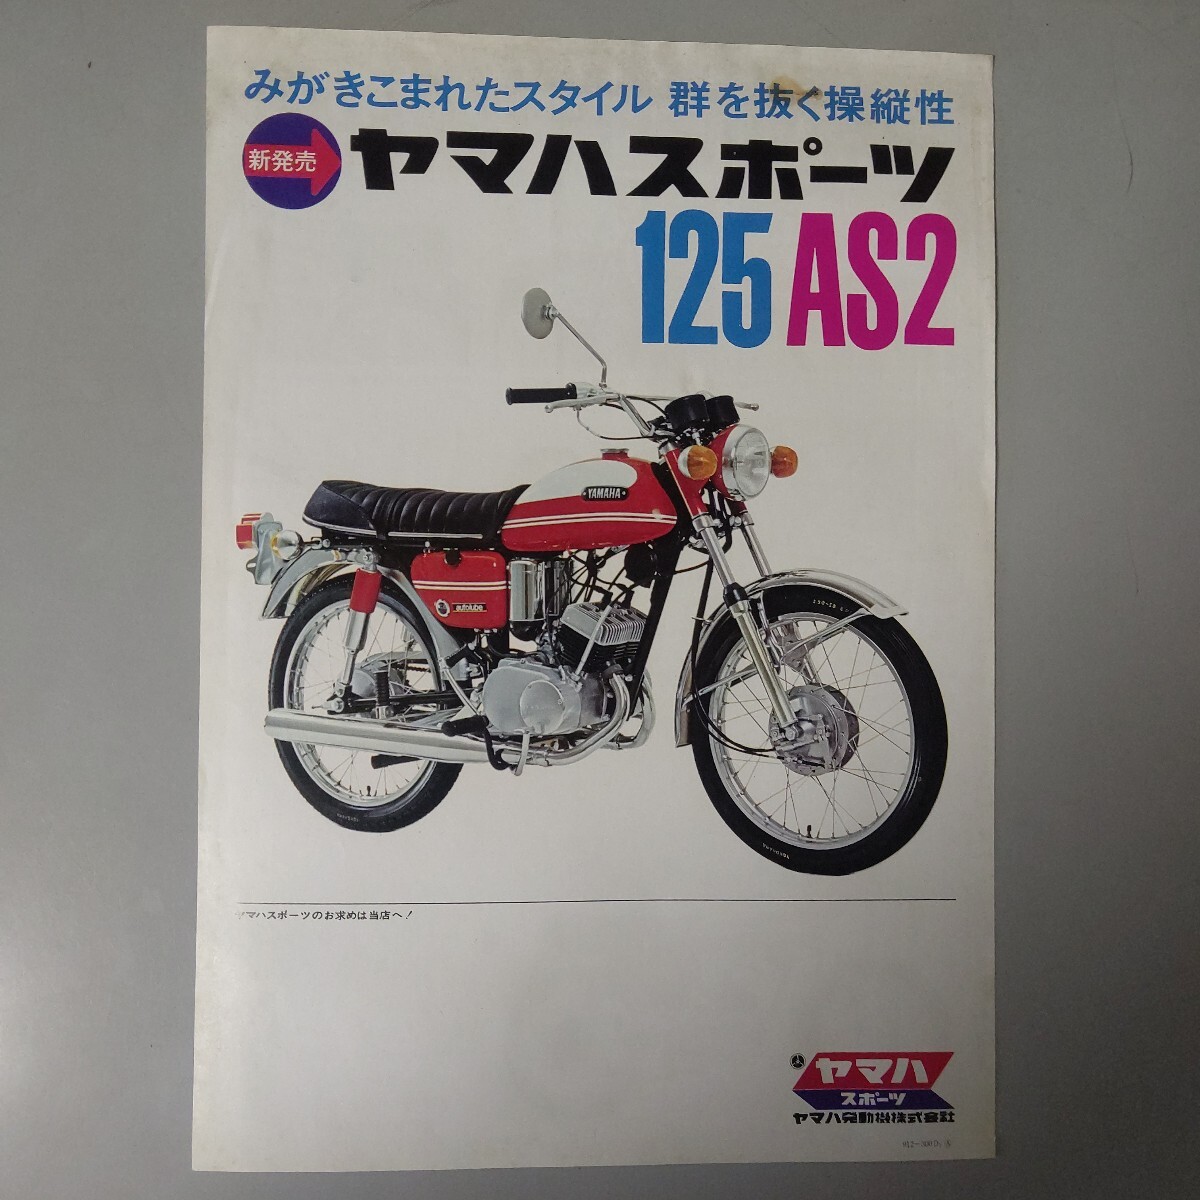 みがきこまれたスタイル 群を抜く操縦性
新発売
ヤマハスポーツ
125 AS2
YAMAHA
autolube
ヤマハスポーツのお求めは当店へ!
ヤマハ
スポーツ
ヤマハ発動機株式会社